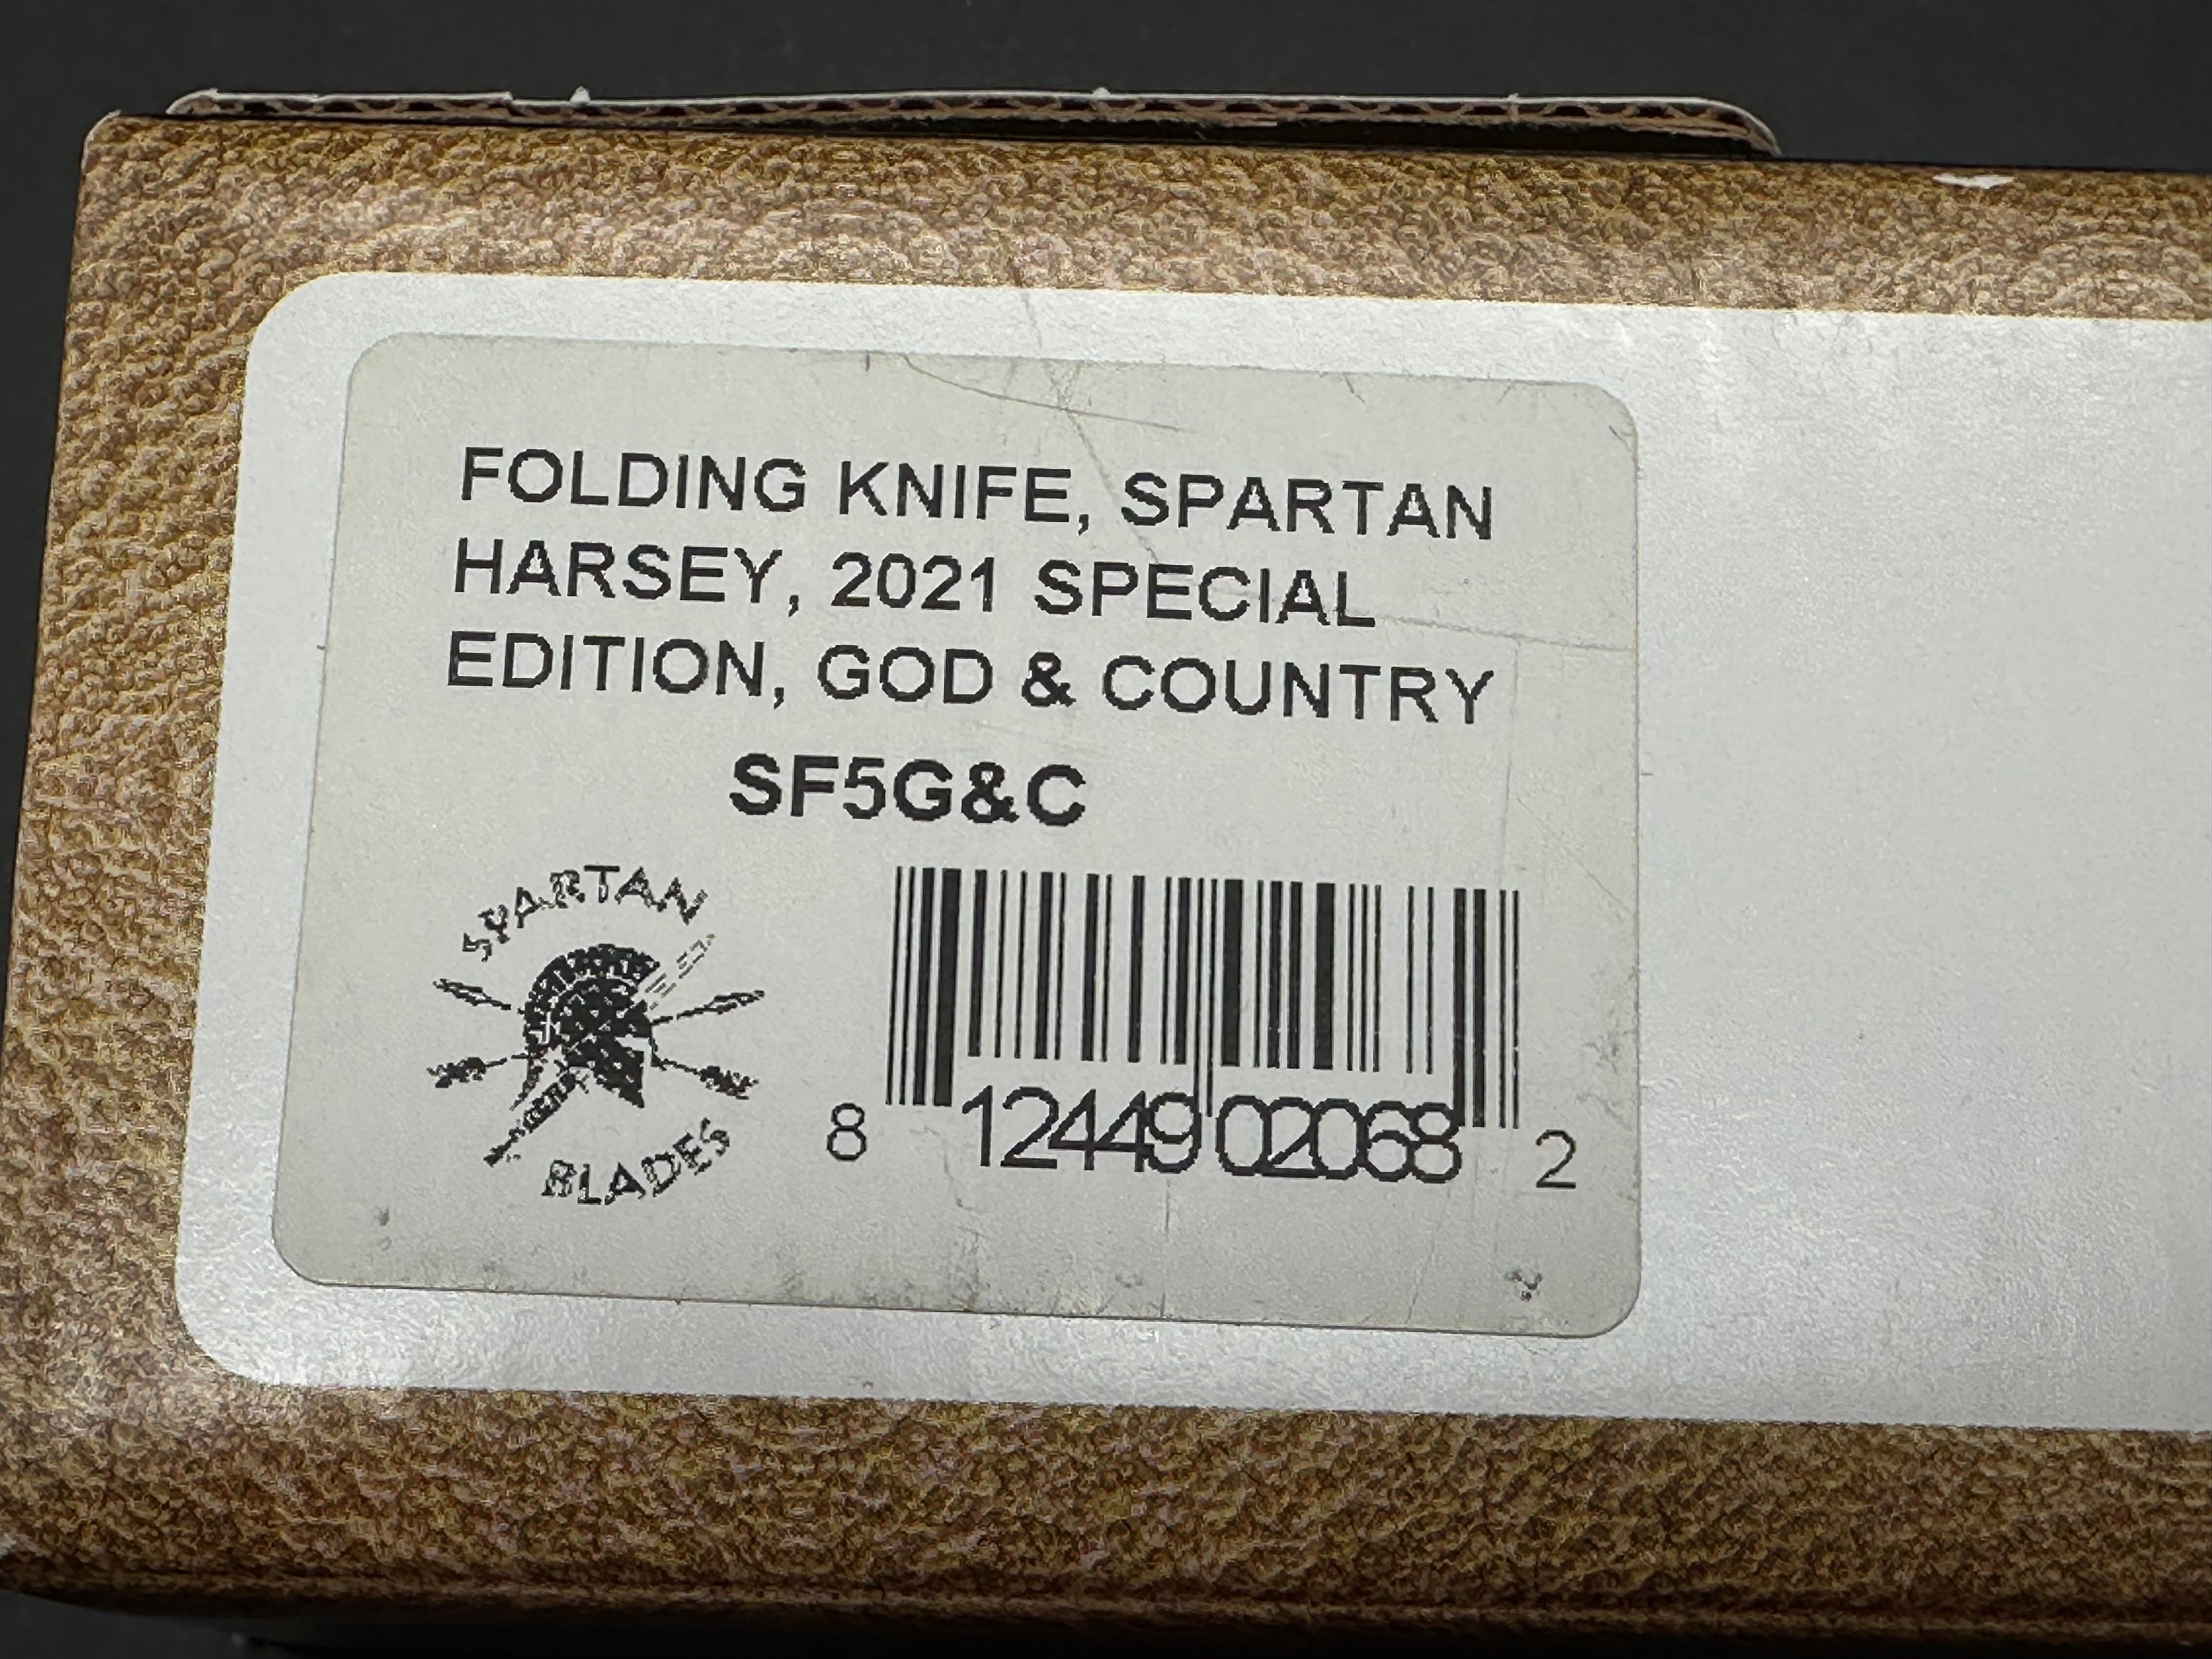 FOLDING KNIFE, SPARTAN
HARSEY, 2021 SPECIAL
EDITION, GOD & COUNTRY
SF5G&C
SPARTAN
BLADES
8 12449 02068 2